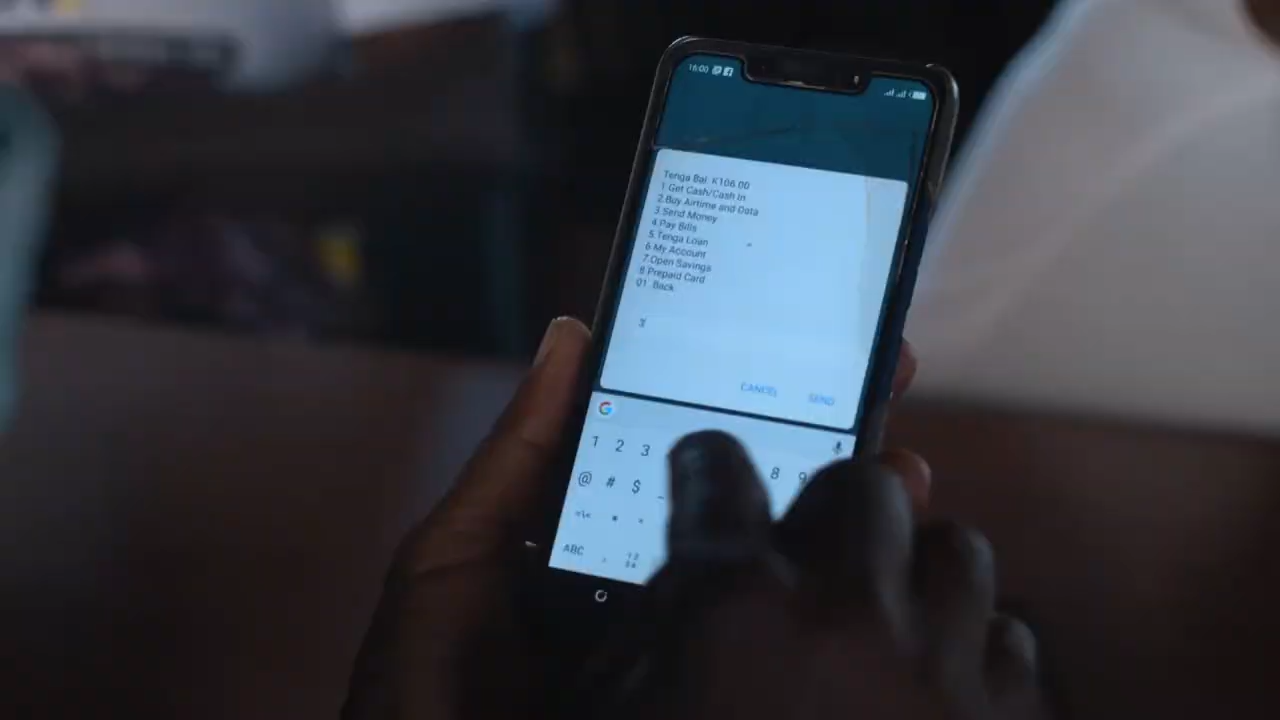 16:00
Tenga Bal K106.00
1 Get Cash/Cash In
2.Buy Airtime and Data
3.Send Money
4.Pay Bills
5.Tenga Loan
6 My Account
7.Open Savings
8 Prepaid Card
01 Back
3
CANCEL SEND
G
1 2 3 8 9
@ # $ _
=\<
ABC , 12
34